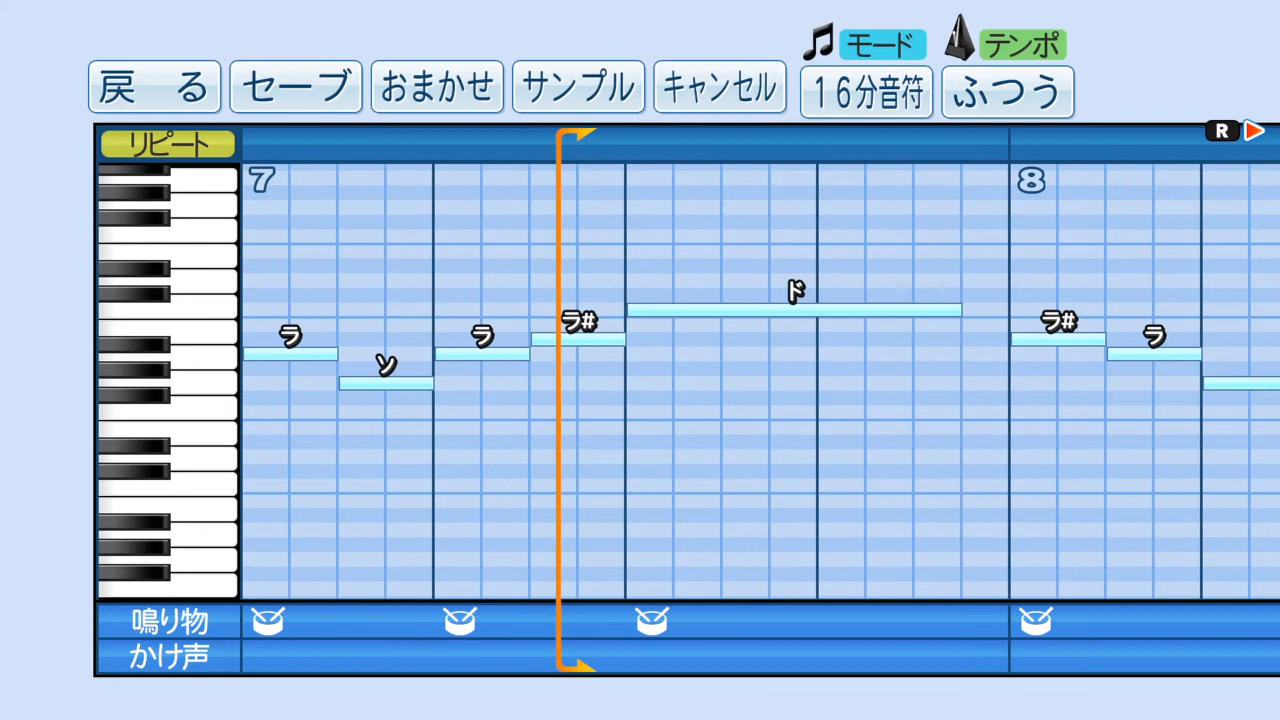 モード テンポ
戻る セーブ おまかせ サンプル キャンセル 16分音符 ふつう
R
リピート
7 8
ド
ラ# ラ#
ラ ラ ラ
ソ
鳴り物
かけ声